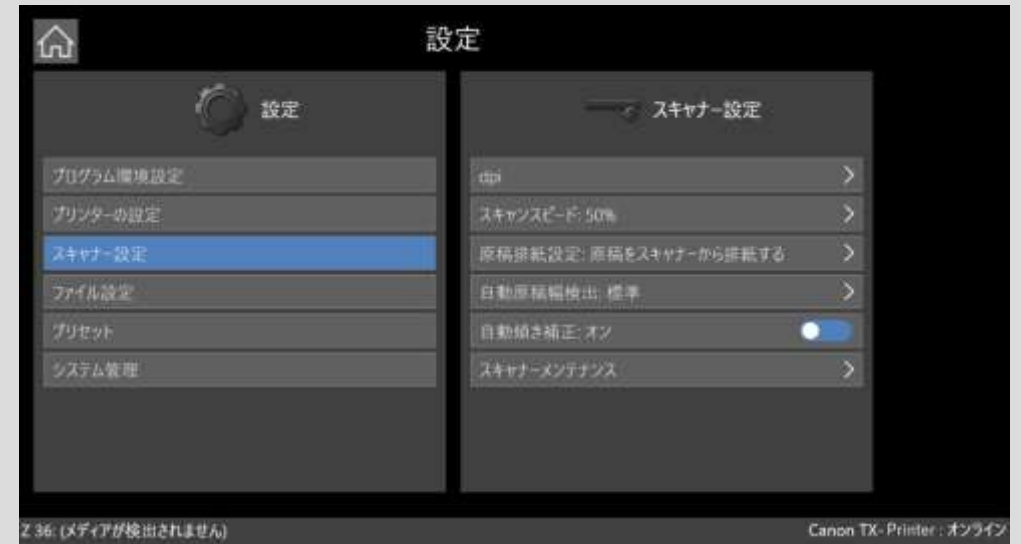 設定
設定
プログラム環境設定
プリンターの設定
スキャナー設定
ファイル設定
プリセット
システム管理
スキャナー設定
dpi
スキャンスピード: 50%
原稿排紙設定: 原稿をスキャナーから排紙する
自動原稿幅検出: 標準
自動傾き補正: オン
スキャナーメンテナンス
Z 36: (メディアが検出されません)
Canon TX- Printer : オンライン